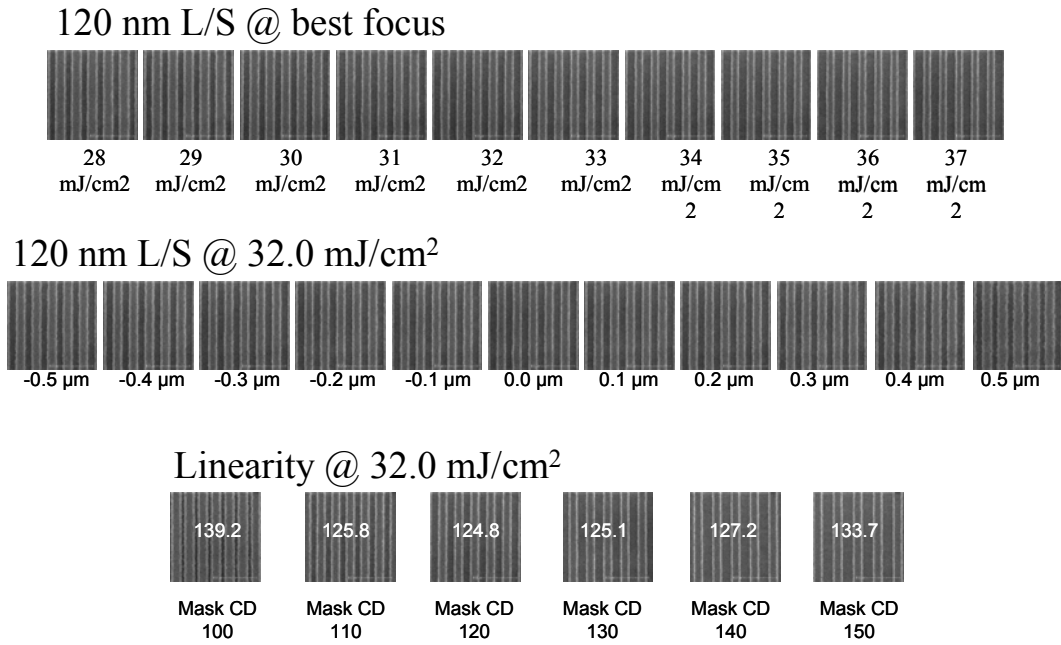 120 nm L/S @ best focus
28 29 30 31 32 33 34 35 36 37
mJ/cm2 mJ/cm2 mJ/cm2 mJ/cm2 mJ/cm2 mJ/cm2 mJ/cm mJ/cm mJ/cm mJ/cm
2 2 2 2
120 nm L/S @ 32.0 mJ/cm²
-0.5 µm -0.4 µm -0.3 µm -0.2 µm -0.1 µm 0.0 µm 0.1 µm 0.2 µm 0.3 µm 0.4 µm 0.5 µm
Linearity @ 32.0 mJ/cm²
139.2 125.8 124.8 125.1 127.2 133.7
Mask CD Mask CD Mask CD Mask CD Mask CD Mask CD
100 110 120 130 140 150